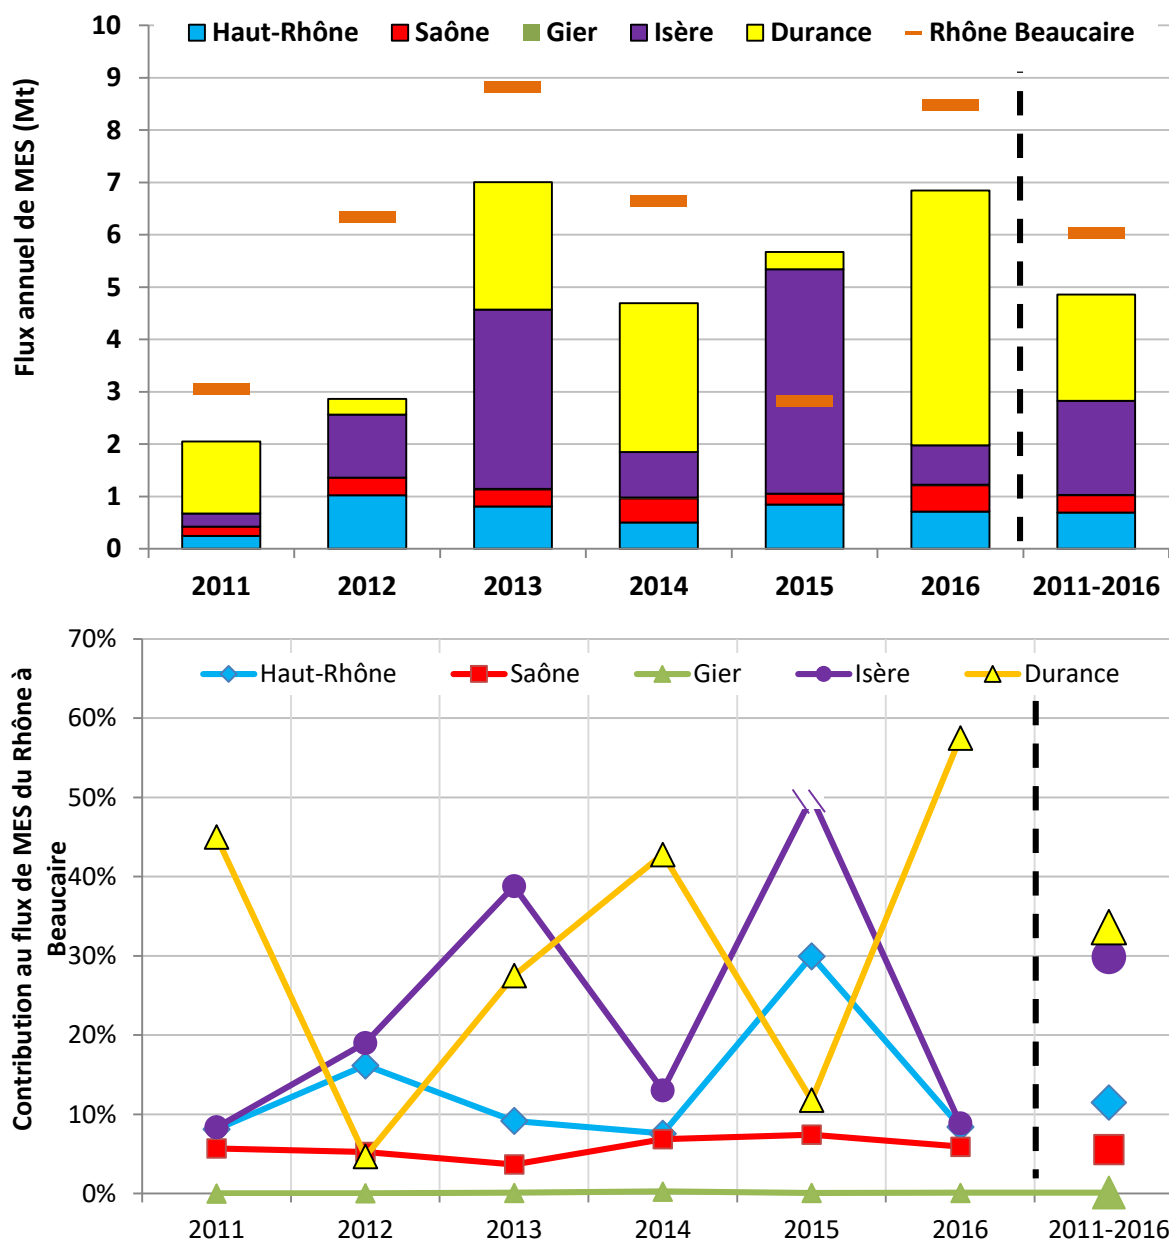 Haut-Rhône Saône Gier Isère Durance Rhône Beaucaire
Flux annuel de MES (Mt)
10
9
8
7
6
5
4
3
2
1
0
2011 2012 2013 2014 2015 2016 2011-2016
Haut-Rhône Saône Gier Isère Durance
Contribution au flux de MES du Rhône à
Beaucaire
70%
60%
50%
40%
30%
20%
10%
0%
2011 2012 2013 2014 2015 2016 2011-2016